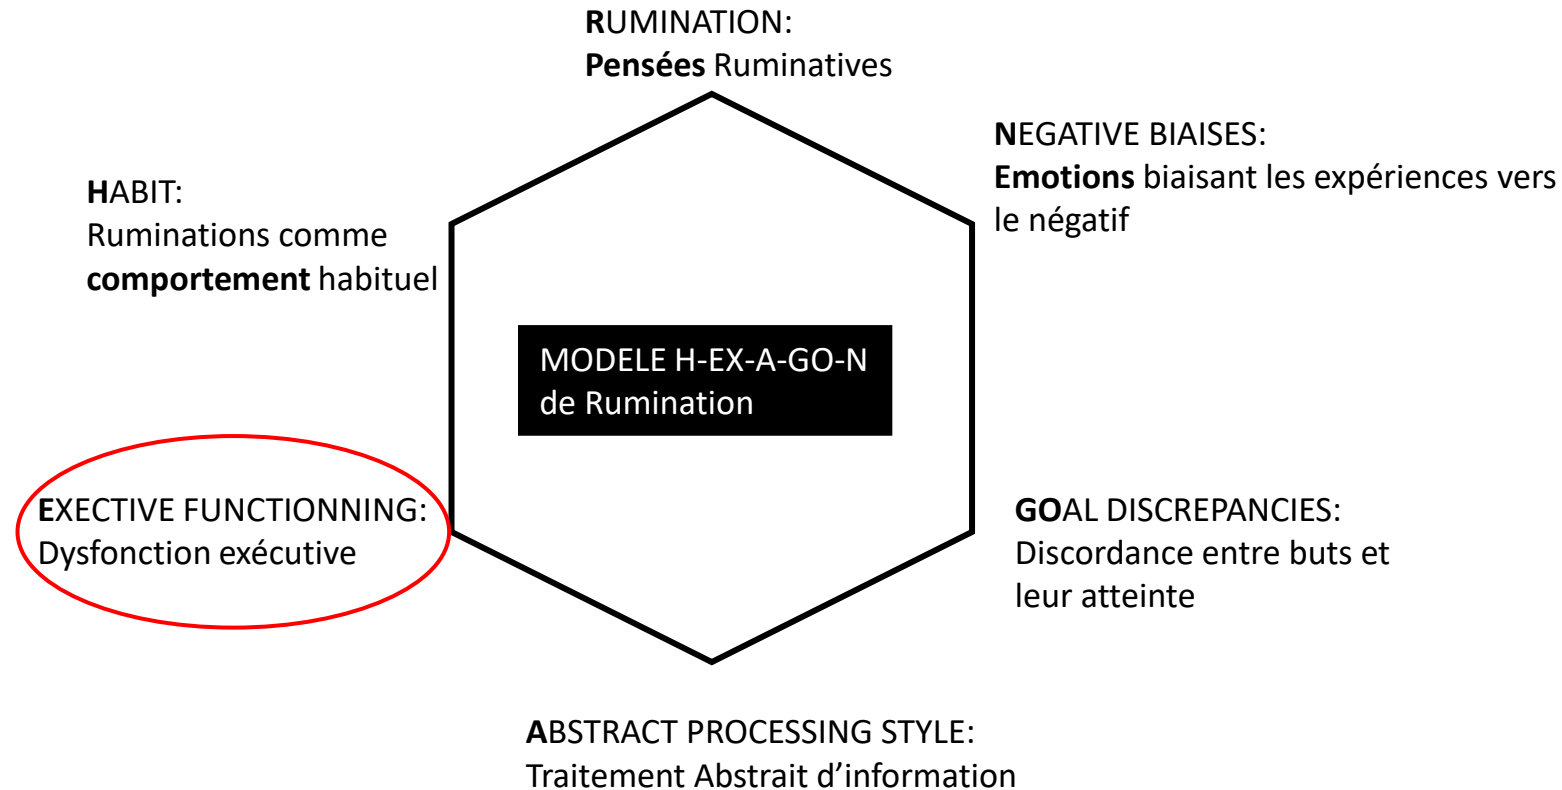 RUMINATION:
Pensées Ruminatives
NEGATIVE BIAISES:
Emotions biaisant les expériences vers
le négatif
HABIT:
Ruminations comme
comportement habituel
MODELE H-EX-A-GO-N
de Rumination
EXECTIVE FUNCTIONNING:
Dysfonction exécutive
GOAL DISCREPANCIES:
Discordance entre buts et
leur atteinte
ABSTRACT PROCESSING STYLE:
Traitement Abstrait d’information